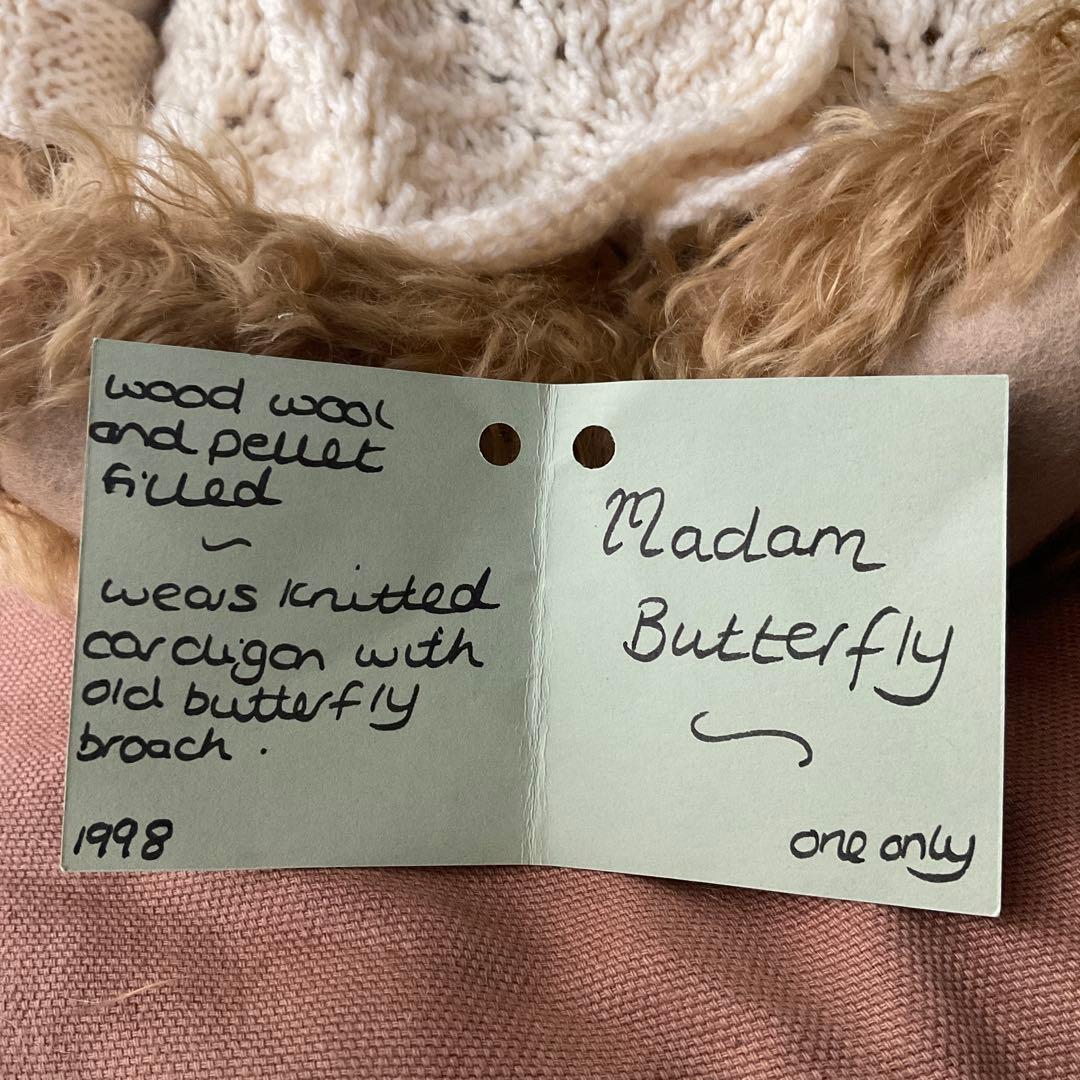 wood wool
and pellet
filled
wears knitted
cardigan with
old butterfly
broach.
1998
Madam
Butterfly
one only